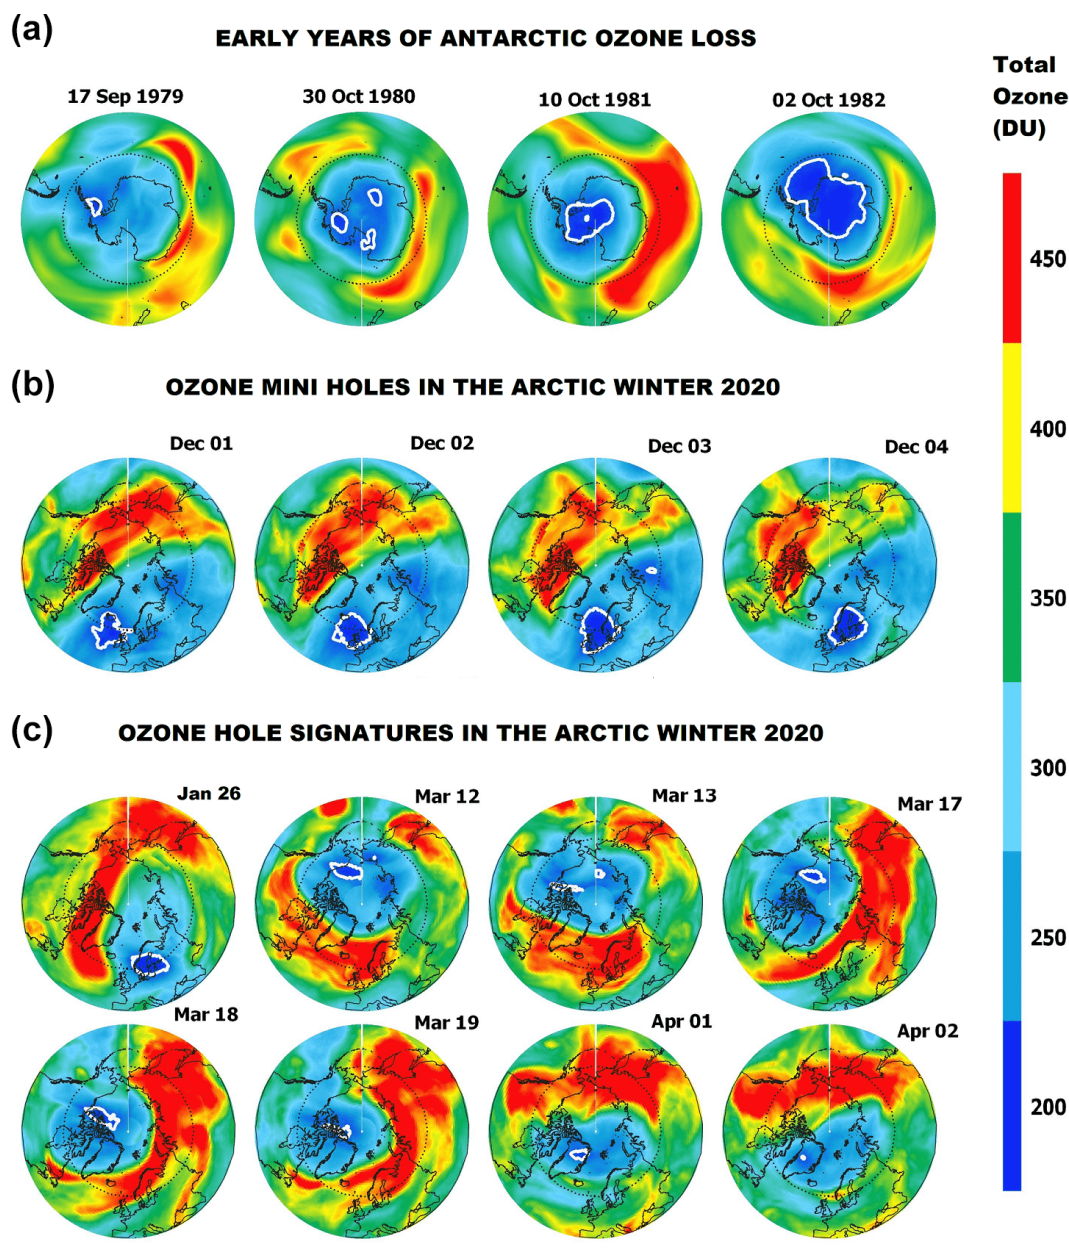 (a)
EARLY YEARS OF ANTARCTIC OZONE LOSS
17 Sep 1979
30 Oct 1980
10 Oct 1981
02 Oct 1982
Total
Ozone
(DU)
450
400
350
300
250
200
(b)
OZONE MINI HOLES IN THE ARCTIC WINTER 2020
Dec 01
Dec 02
Dec 03
Dec 04
(c)
OZONE HOLE SIGNATURES IN THE ARCTIC WINTER 2020
Jan 26
Mar 12
Mar 13
Mar 17
Mar 18
Mar 19
Apr 01
Apr 02